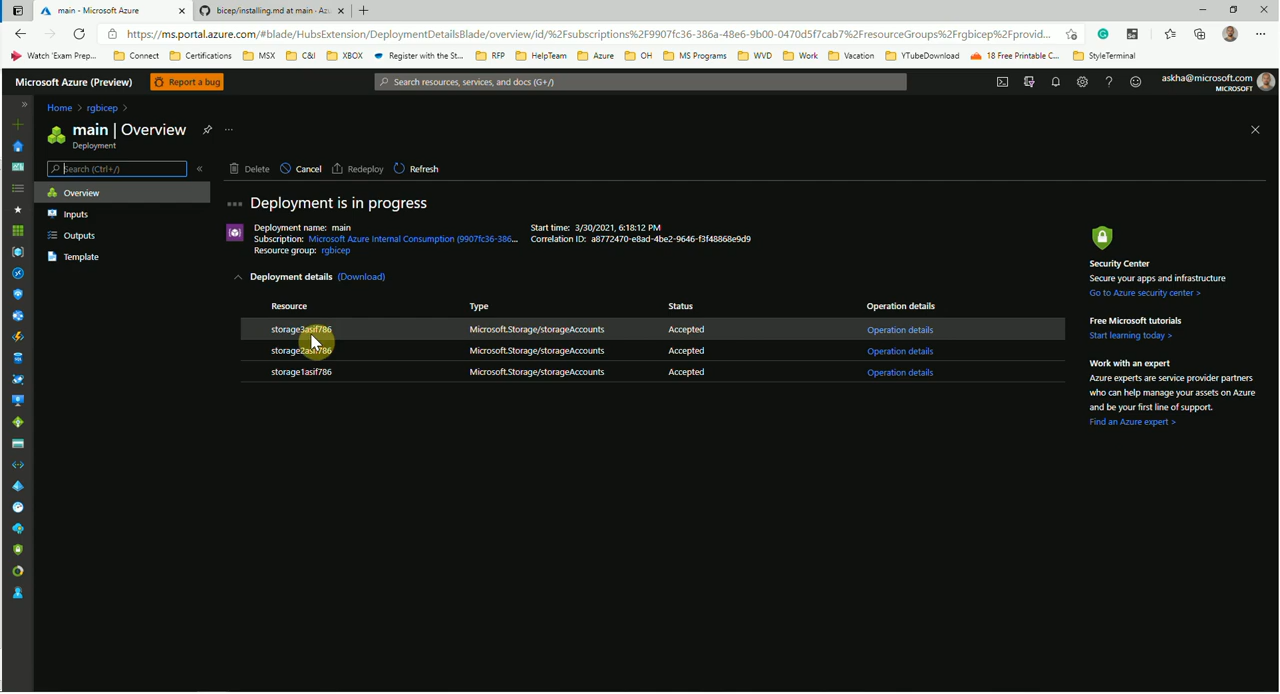 main - Microsoft Azure
bicep/installing.md at main · Azu
https://ms.portal.azure.com/#blade/HubsExtension/DeploymentDetailsBlade/overview/id/%2Fsubscriptions%2F9907fc36-386a-48e6-9b00-0470d5f7cab7%2FresourceGroups%2Frgbicep%2Fprovid...
Watch 'Exam Prep... Connect Certifications MSX C&I XBOX Register with the St... RFP HelpTeam Azure OH MS Programs WVD Work Vacation YTubeDownload 18 Free Printable C... StyleTerminal
Microsoft Azure (Preview) Report a bug Search resources, services, and docs (G+/) askha@microsoft.com
MICROSOFT
Home > rgbicep >
main | Overview
Deployment
Search (Ctrl+/)
Overview
Inputs
Outputs
Template
Delete Cancel Redeploy Refresh
Deployment is in progress
Deployment name: main
Subscription: Microsoft Azure Internal Consumption (9907fc36-386...
Resource group: rgbicep
Start time: 3/30/2021, 6:18:12 PM
Correlation ID: a8772470-e8ad-4be2-9646-f3f48868e9d9
Deployment details (Download)
Resource Type Status Operation details
storage3asif786 Microsoft.Storage/storageAccounts Accepted Operation details
storage2asif786 Microsoft.Storage/storageAccounts Accepted Operation details
storage1asif786 Microsoft.Storage/storageAccounts Accepted Operation details
Security Center
Secure your apps and infrastructure
Go to Azure security center >
Free Microsoft tutorials
Start learning today >
Work with an expert
Azure experts are service provider partners
who can help manage your assets on Azure
and be your first line of support.
Find an Azure expert >